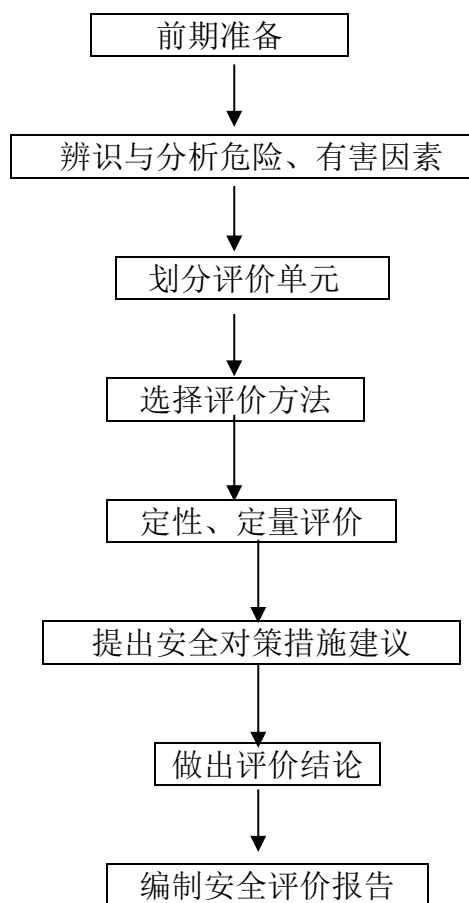 前期准备
辨识与分析危险、有害因素
划分评价单元
选择评价方法
定性、定量评价
提出安全对策措施建议
做出评价结论
编制安全评价报告